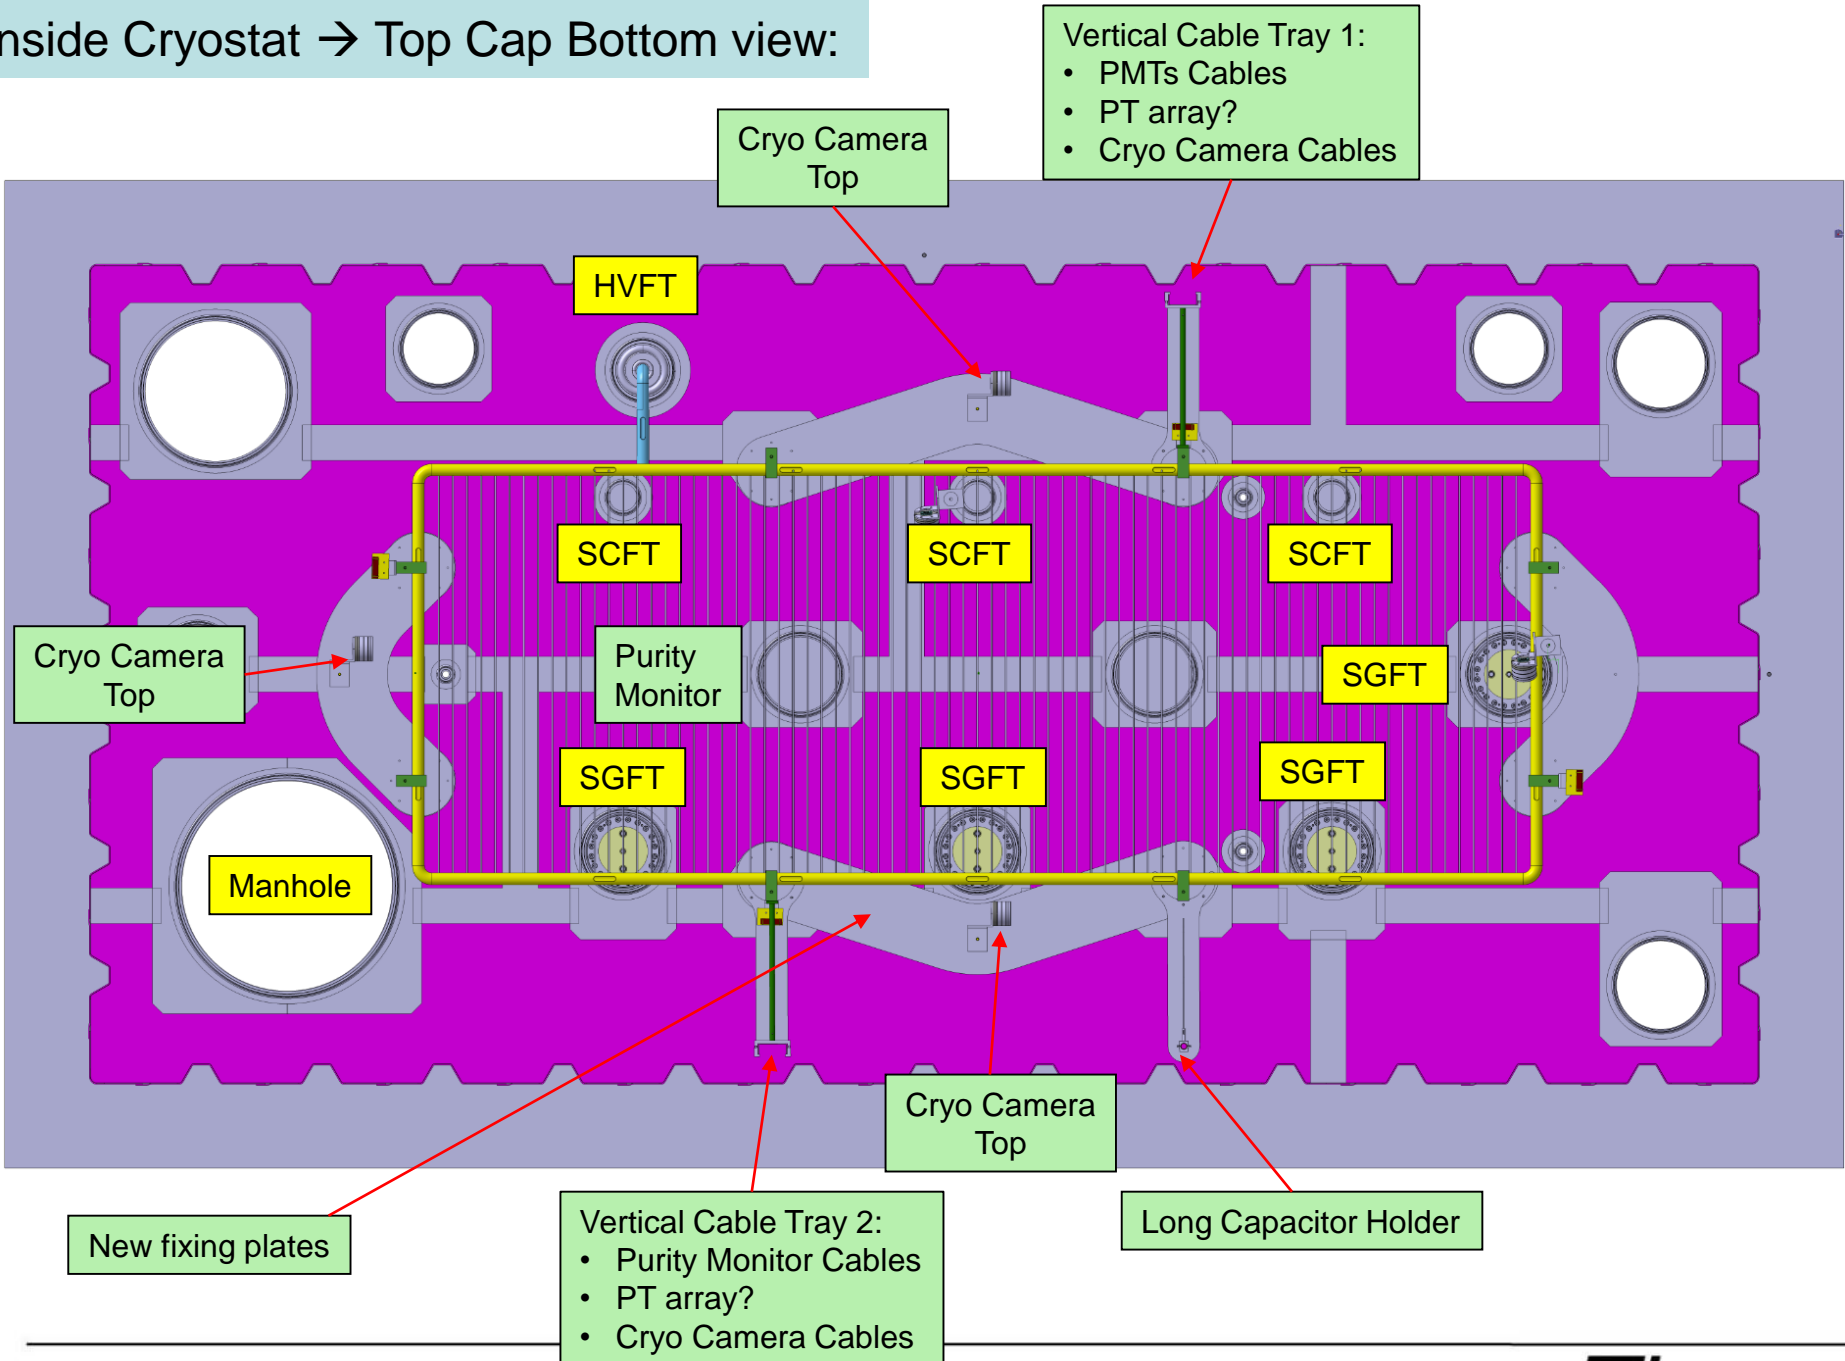 nside Cryostat → Top Cap Bottom view:
Vertical Cable Tray 1:
• PMTs Cables
• PT array?
• Cryo Camera Cables
Cryo Camera
Top
HVFT
SCFT
SCFT
SCFT
Cryo Camera
Top
Purity
Monitor
SGFT
SGFT
SGFT
SGFT
Manhole
Cryo Camera
Top
New fixing plates
Vertical Cable Tray 2:
• Purity Monitor Cables
• PT array?
• Cryo Camera Cables
Long Capacitor Holder